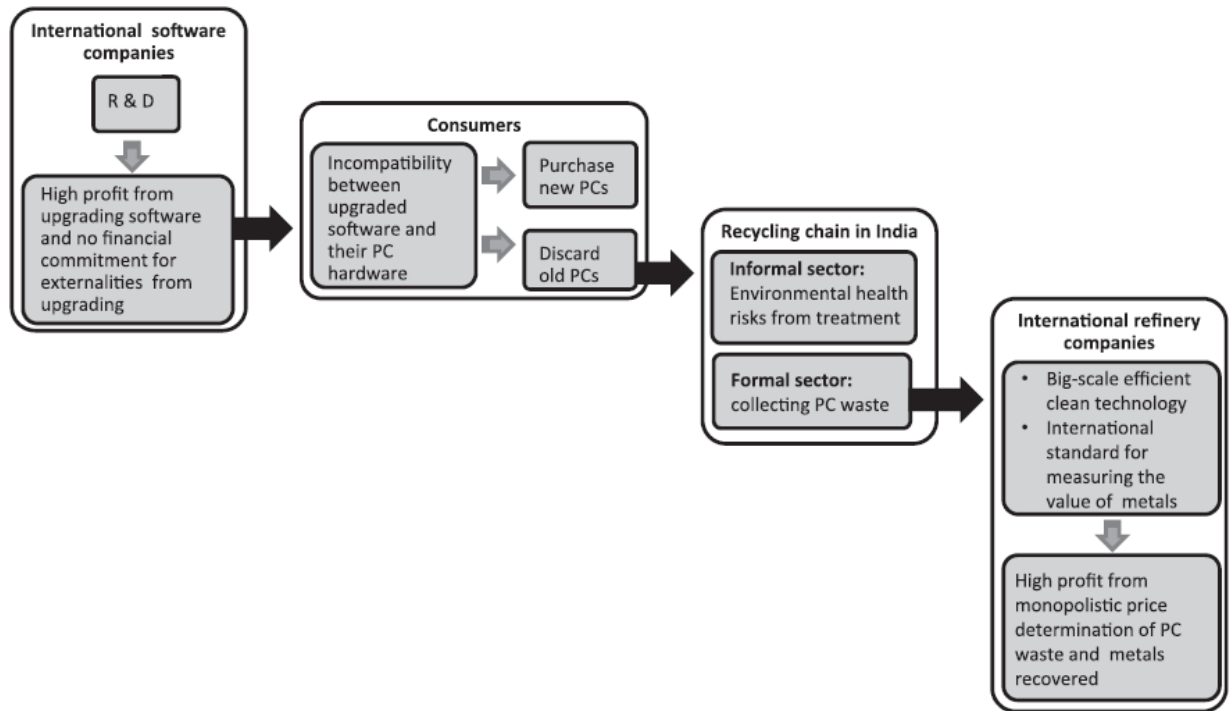 International software
companies
R & D
High profit from
upgrading software
and no financial
commitment for
externalities from
upgrading
Consumers
Incompatibility
between
upgraded
software and
their PC
hardware
Purchase
new PCs
Discard
old PCs
Recycling chain in India
Informal sector:
Environmental health
risks from treatment
Formal sector:
collecting PC waste
International refinery
companies
• Big-scale efficient
clean technology
• International
standard for
measuring the
value of metals
High profit from
monopolistic price
determination of PC
waste and metals
recovered